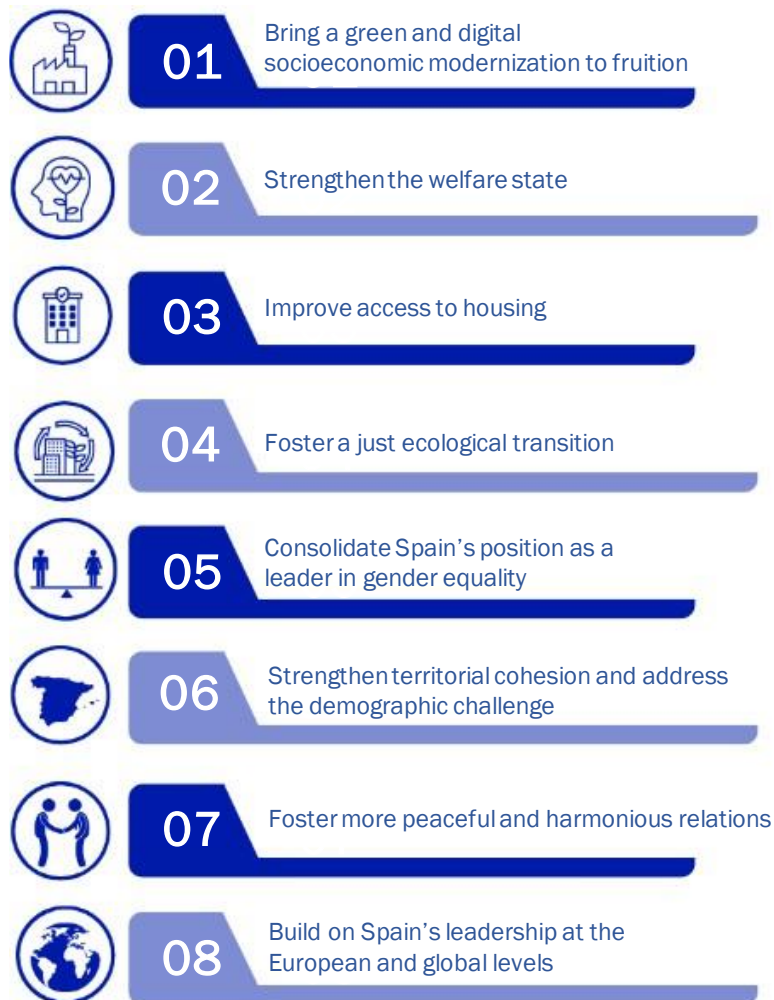 01
Bring a green and digital
socioeconomic modernization to fruition
02
Strengthen the welfare state
03
Improve access to housing
04
Foster a just ecological transition
05
Consolidate Spain's position as a
leader in gender equality
06
Strengthen territorial cohesion and address
the demographic challenge
07
Foster more peaceful and harmonious relations
08
Build on Spain's leadership at the
European and global levels